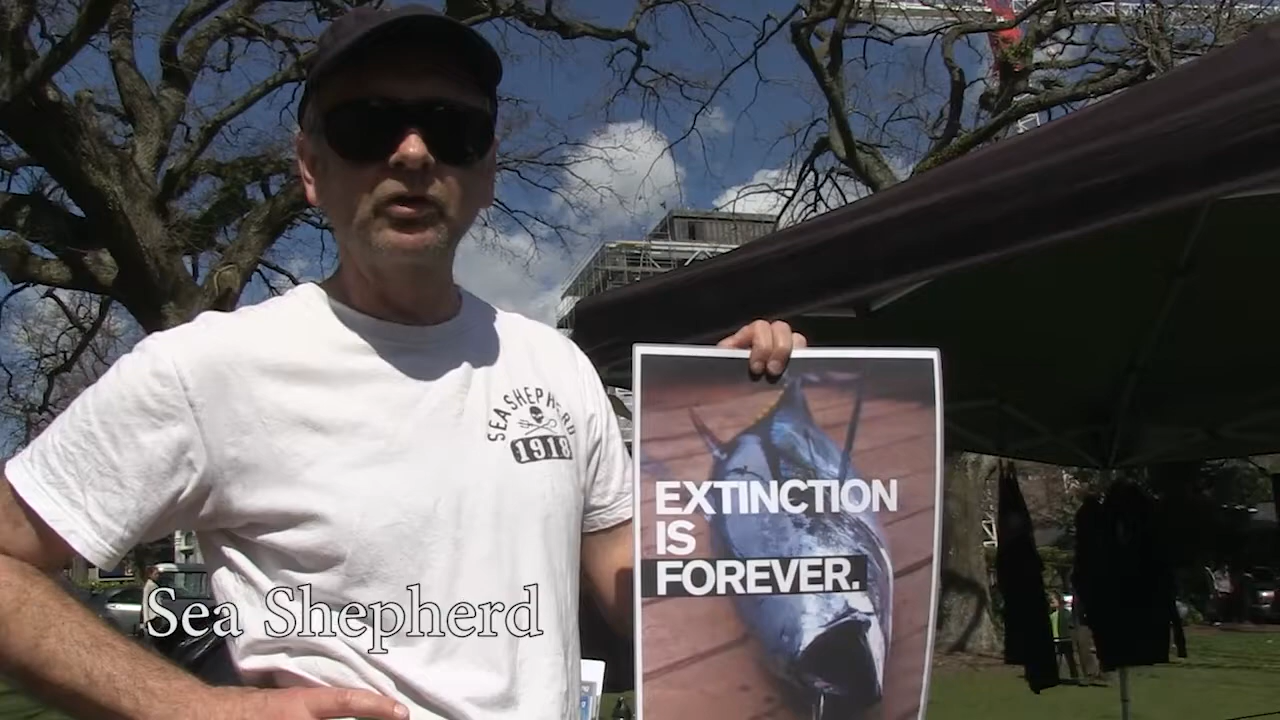 SEA SHEPHERD
1918
EXTINCTION
IS
FOREVER.
Sea Shepherd